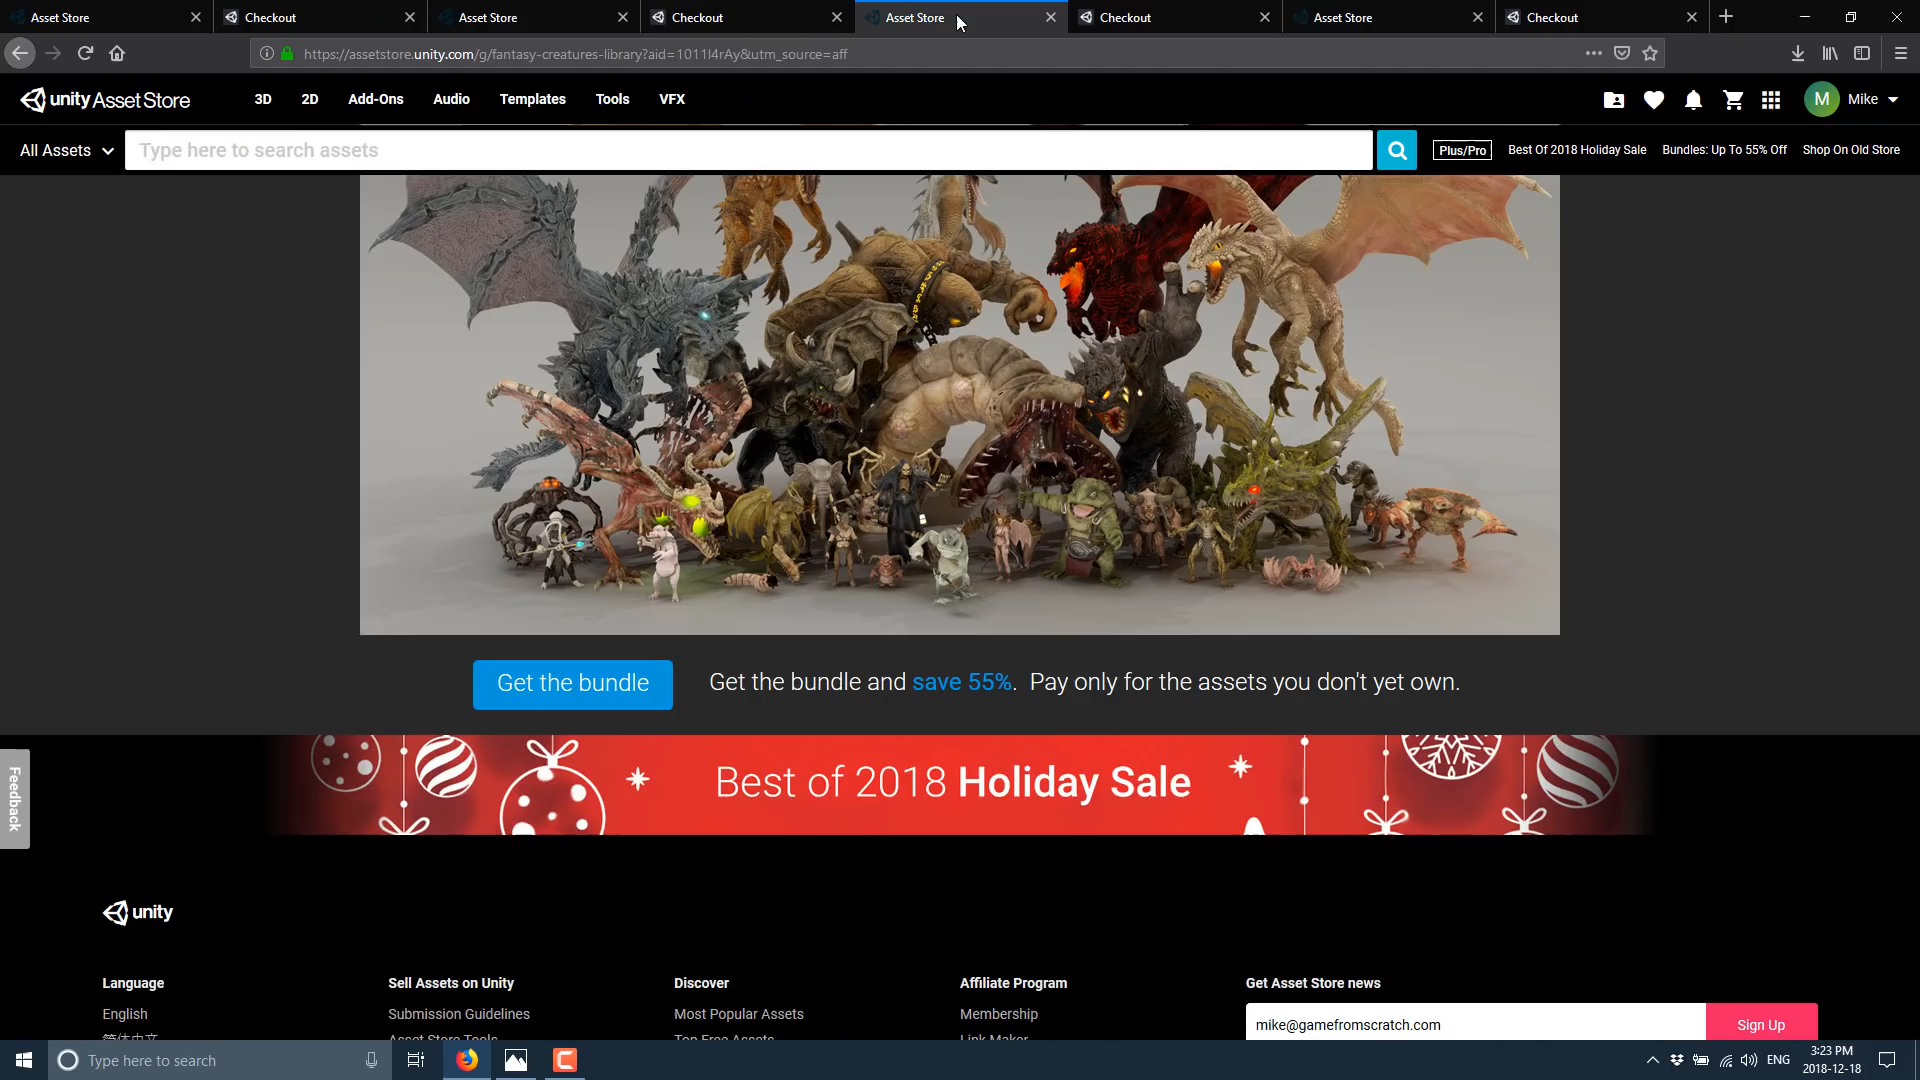 Asset Store
Checkout
Asset Store
Checkout
Asset Store
Checkout
Asset Store
Checkout
https://assetstore.unity.com/g/fantasy-creatures-library?aid=1011l4rAy&utm_source=aff
unity Asset Store
3D
2D
Add-Ons
Audio
Templates
Tools
VFX
M
Mike
All Assets
Type here to search assets
Plus/Pro
Best Of 2018 Holiday Sale
Bundles: Up To 55% Off
Shop On Old Store
Get the bundle
Get the bundle and save 55%. Pay only for the assets you don't yet own.
Feedback
Best of 2018 Holiday Sale
unity
Language
Sell Assets on Unity
Discover
Affiliate Program
Get Asset Store news
English
Submission Guidelines
Most Popular Assets
Membership
mike@gamefromscratch.com
Sign Up
简体中文
Asset Store Tools
Top Free Assets
Link Maker
Type here to search
ENG
3:23 PM
2018-12-18